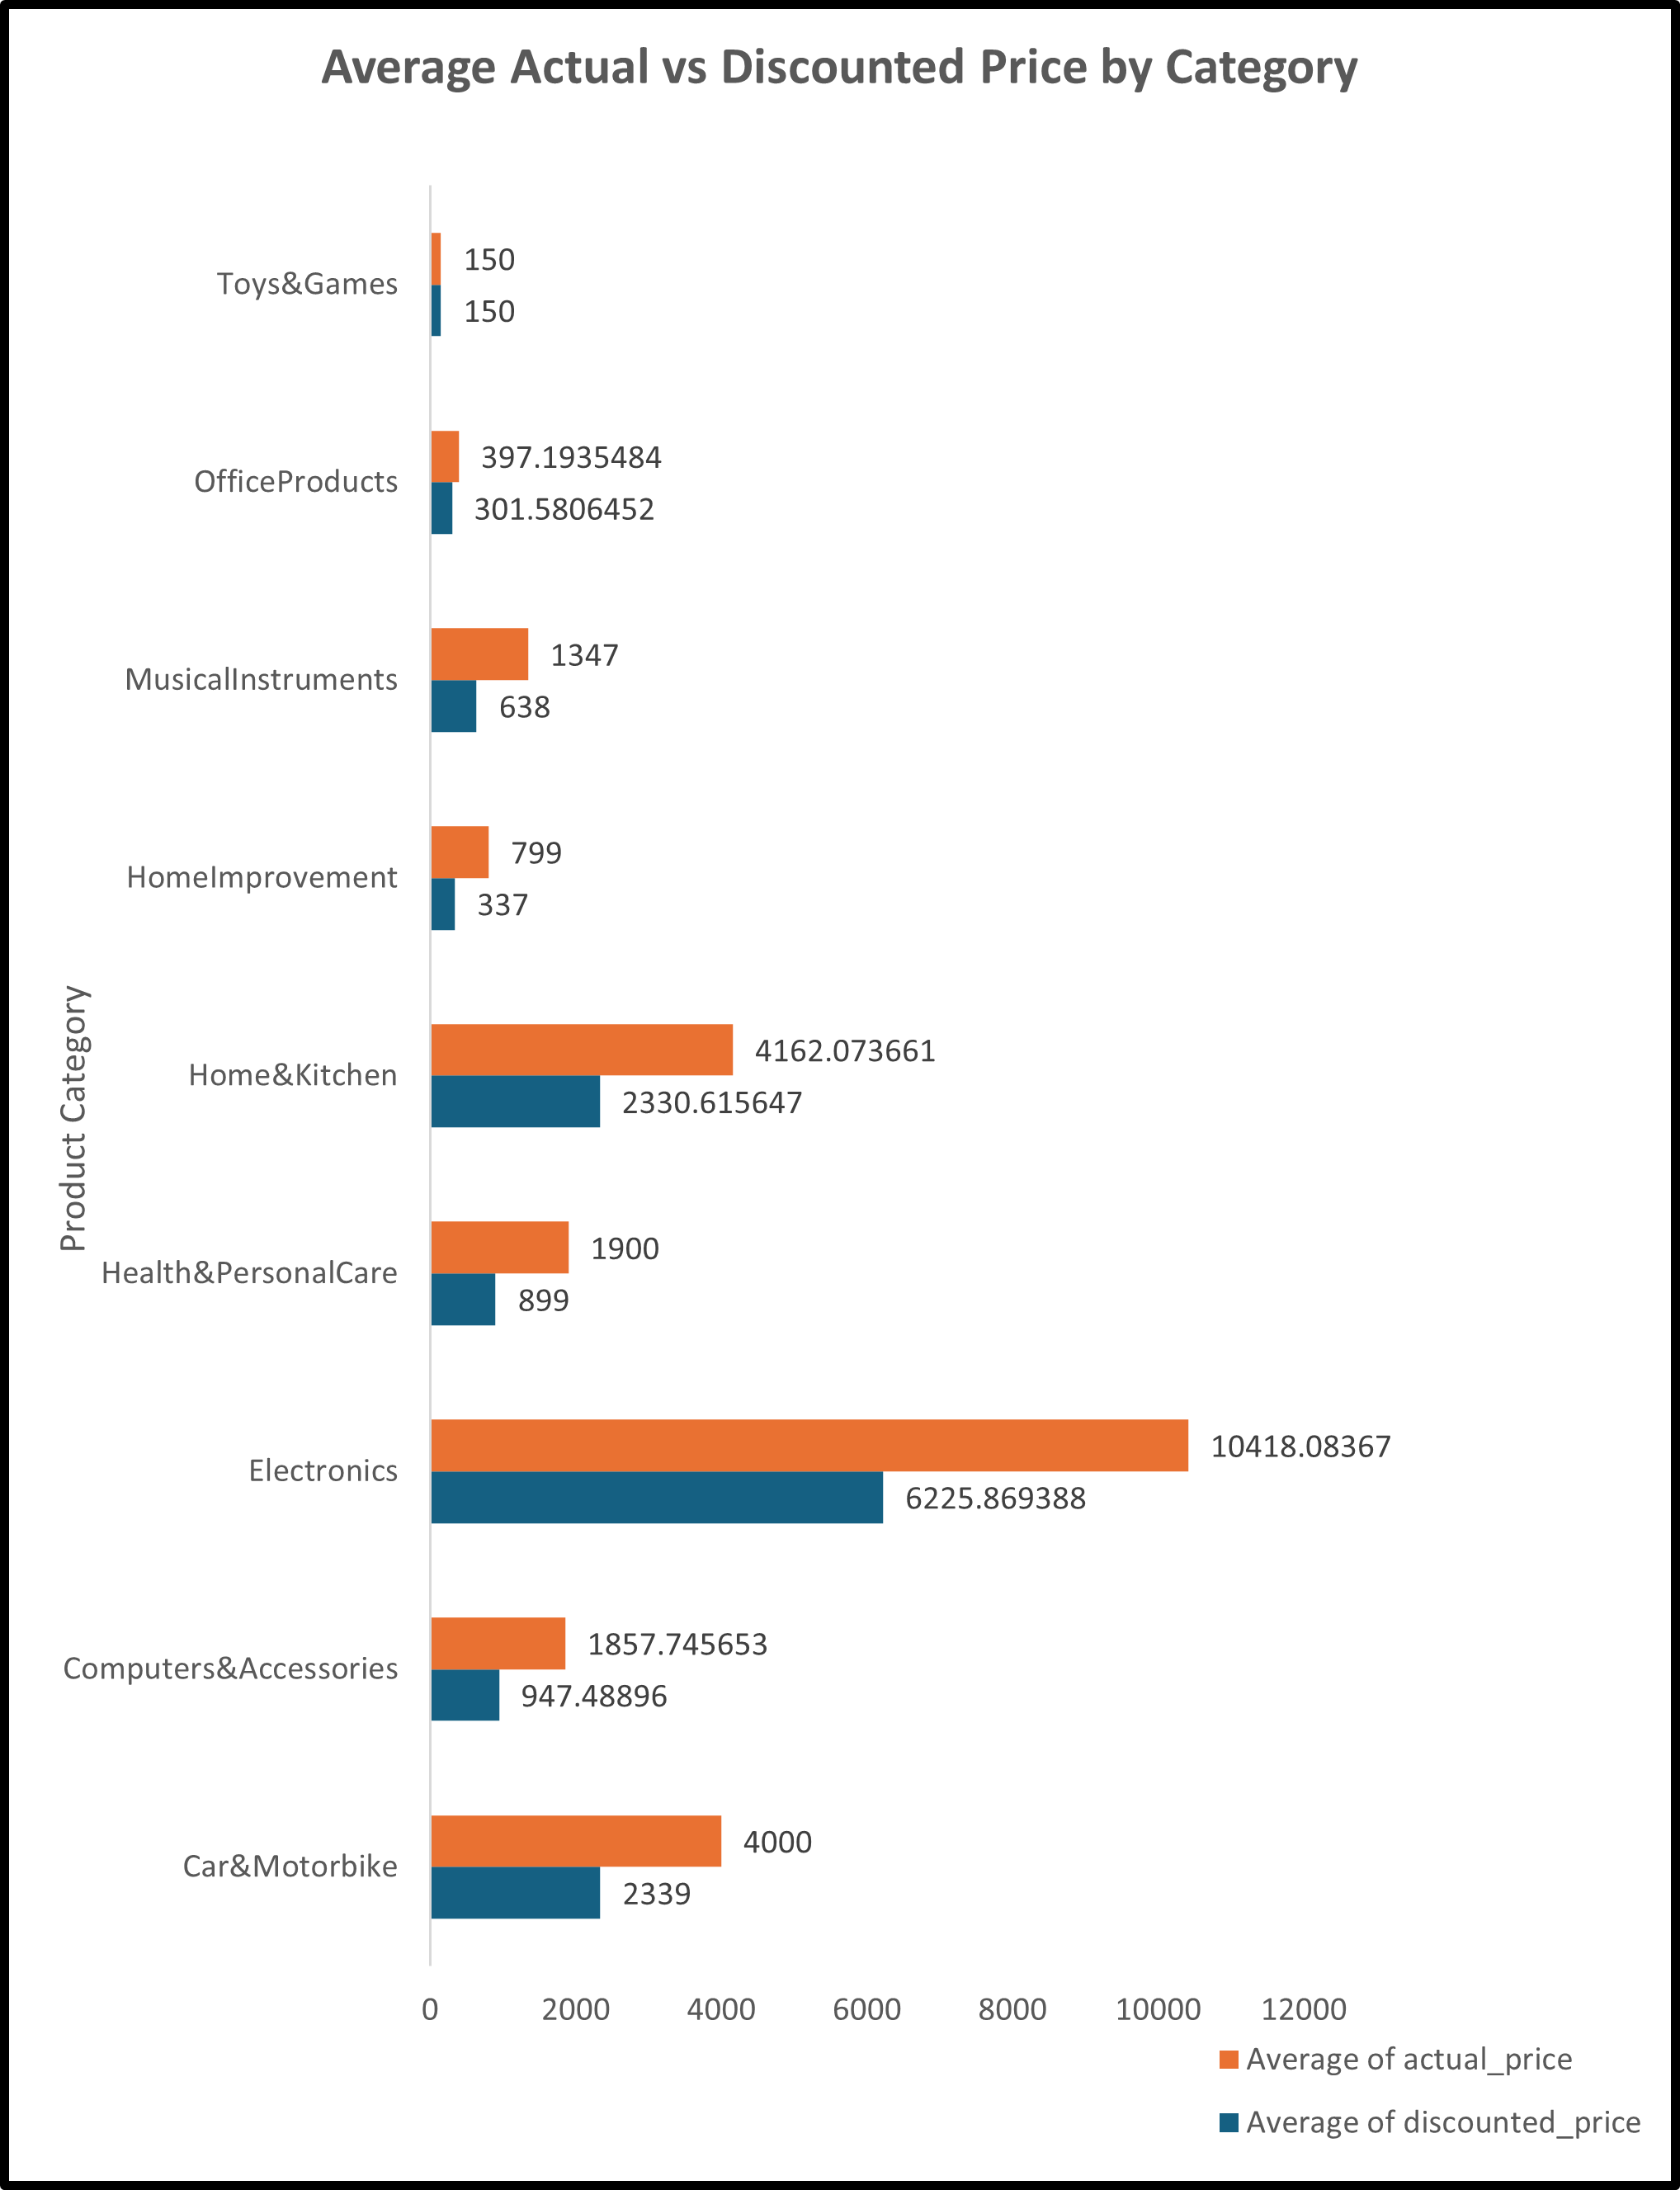 Average Actual vs Discounted Price by Category
Product Category
Toys&Games
150
150
OfficeProducts
397.1935484
301.5806452
MusicalInstruments
1347
638
HomeImprovement
799
337
Home&Kitchen
4162.073661
2330.615647
Health&PersonalCare
1900
899
Electronics
10418.08367
6225.869388
Computers&Accessories
1857.745653
947.48896
Car&Motorbike
4000
2339
0 2000 4000 6000 8000 10000 12000
Average of actual_price
Average of discounted_price